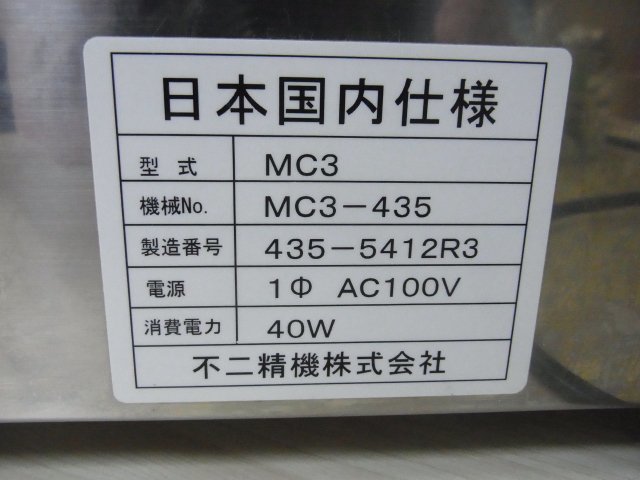 日本国内仕様
型式 MC3
機械No. MC3-435
製造番号 435-5412R3
電源 1Φ AC100V
消費電力 40W
不二精機株式会社